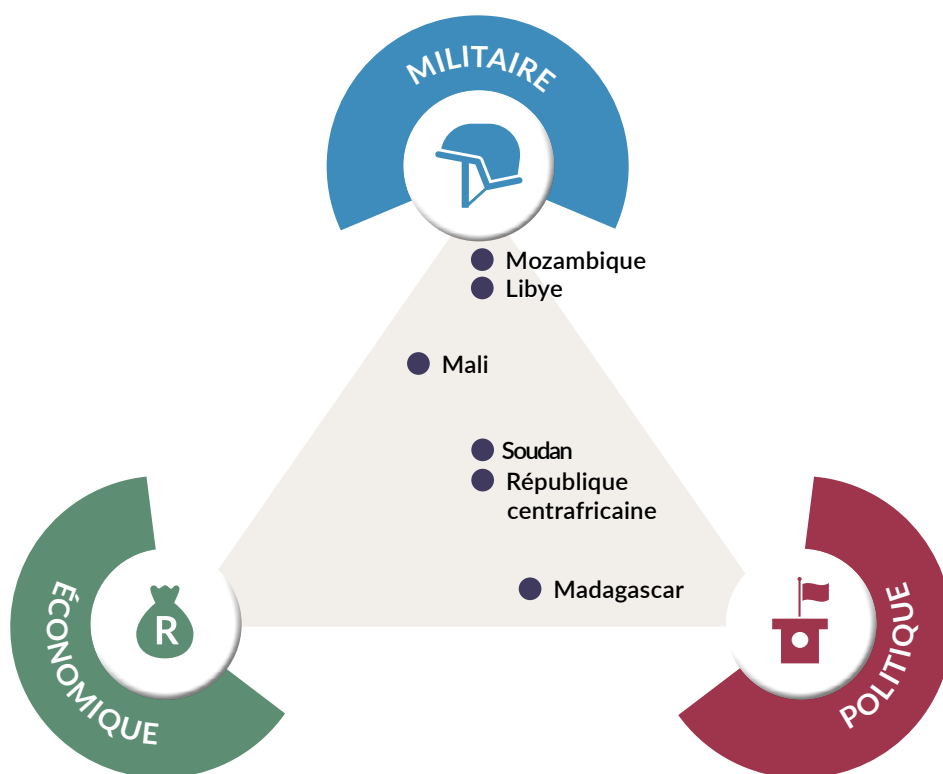 MILITAIRE
Mozambique
Libye
Mali
Soudan
République
centrafricaine
Madagascar
ÉCONOMIQUE
R
POLITIQUE